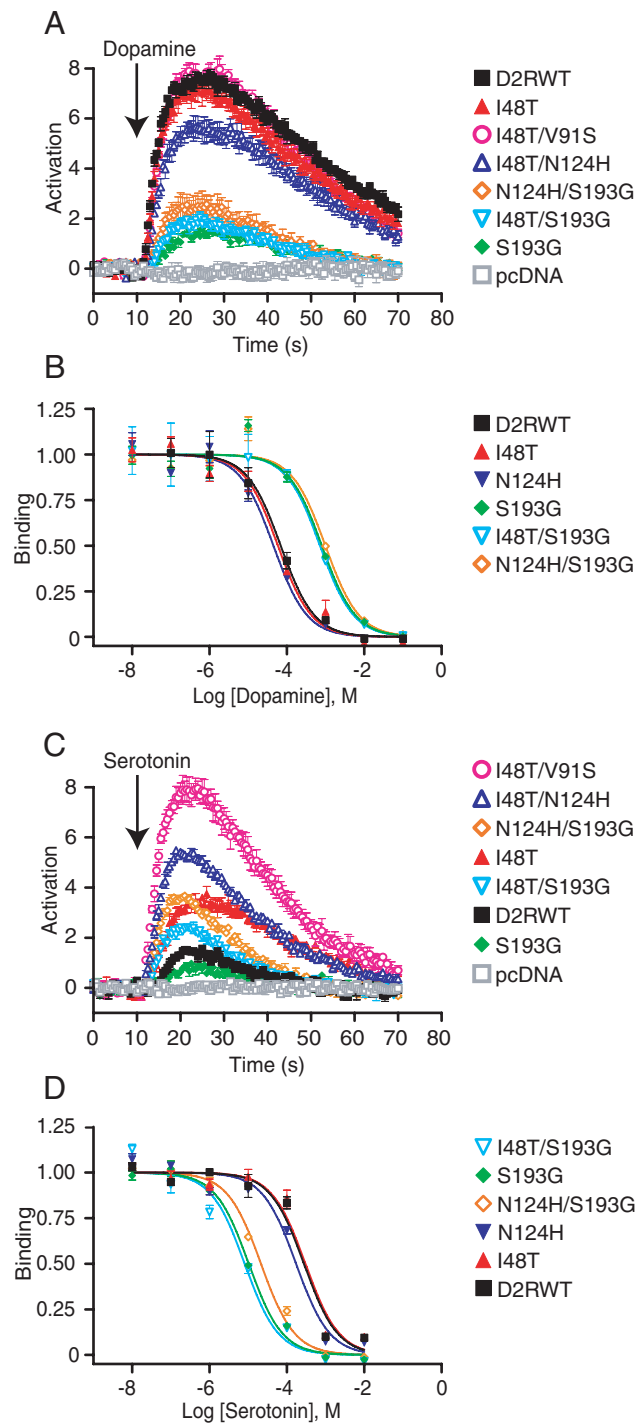 A
Dopamine
8
6
4
2
0
Activation
0 10 20 30 40 50 60 70 80
Time (s)
D2RWT
I48T
I48T/V91S
I48T/N124H
N124H/S193G
I48T/S193G
S193G
pcDNA
B
1.25
1.00
0.75
0.50
0.25
0
Binding
-8 -6 -4 -2 0
Log [Dopamine], M
D2RWT
I48T
N124H
S193G
I48T/S193G
N124H/S193G
C
Serotonin
8
6
4
2
0
Activation
0 10 20 30 40 50 60 70 80
Time (s)
I48T/V91S
I48T/N124H
N124H/S193G
I48T
I48T/S193G
D2RWT
S193G
pcDNA
D
1.25
1.00
0.75
0.50
0.25
0
Binding
-8 -6 -4 -2 0
Log [Serotonin], M
I48T/S193G
S193G
N124H/S193G
N124H
I48T
D2RWT